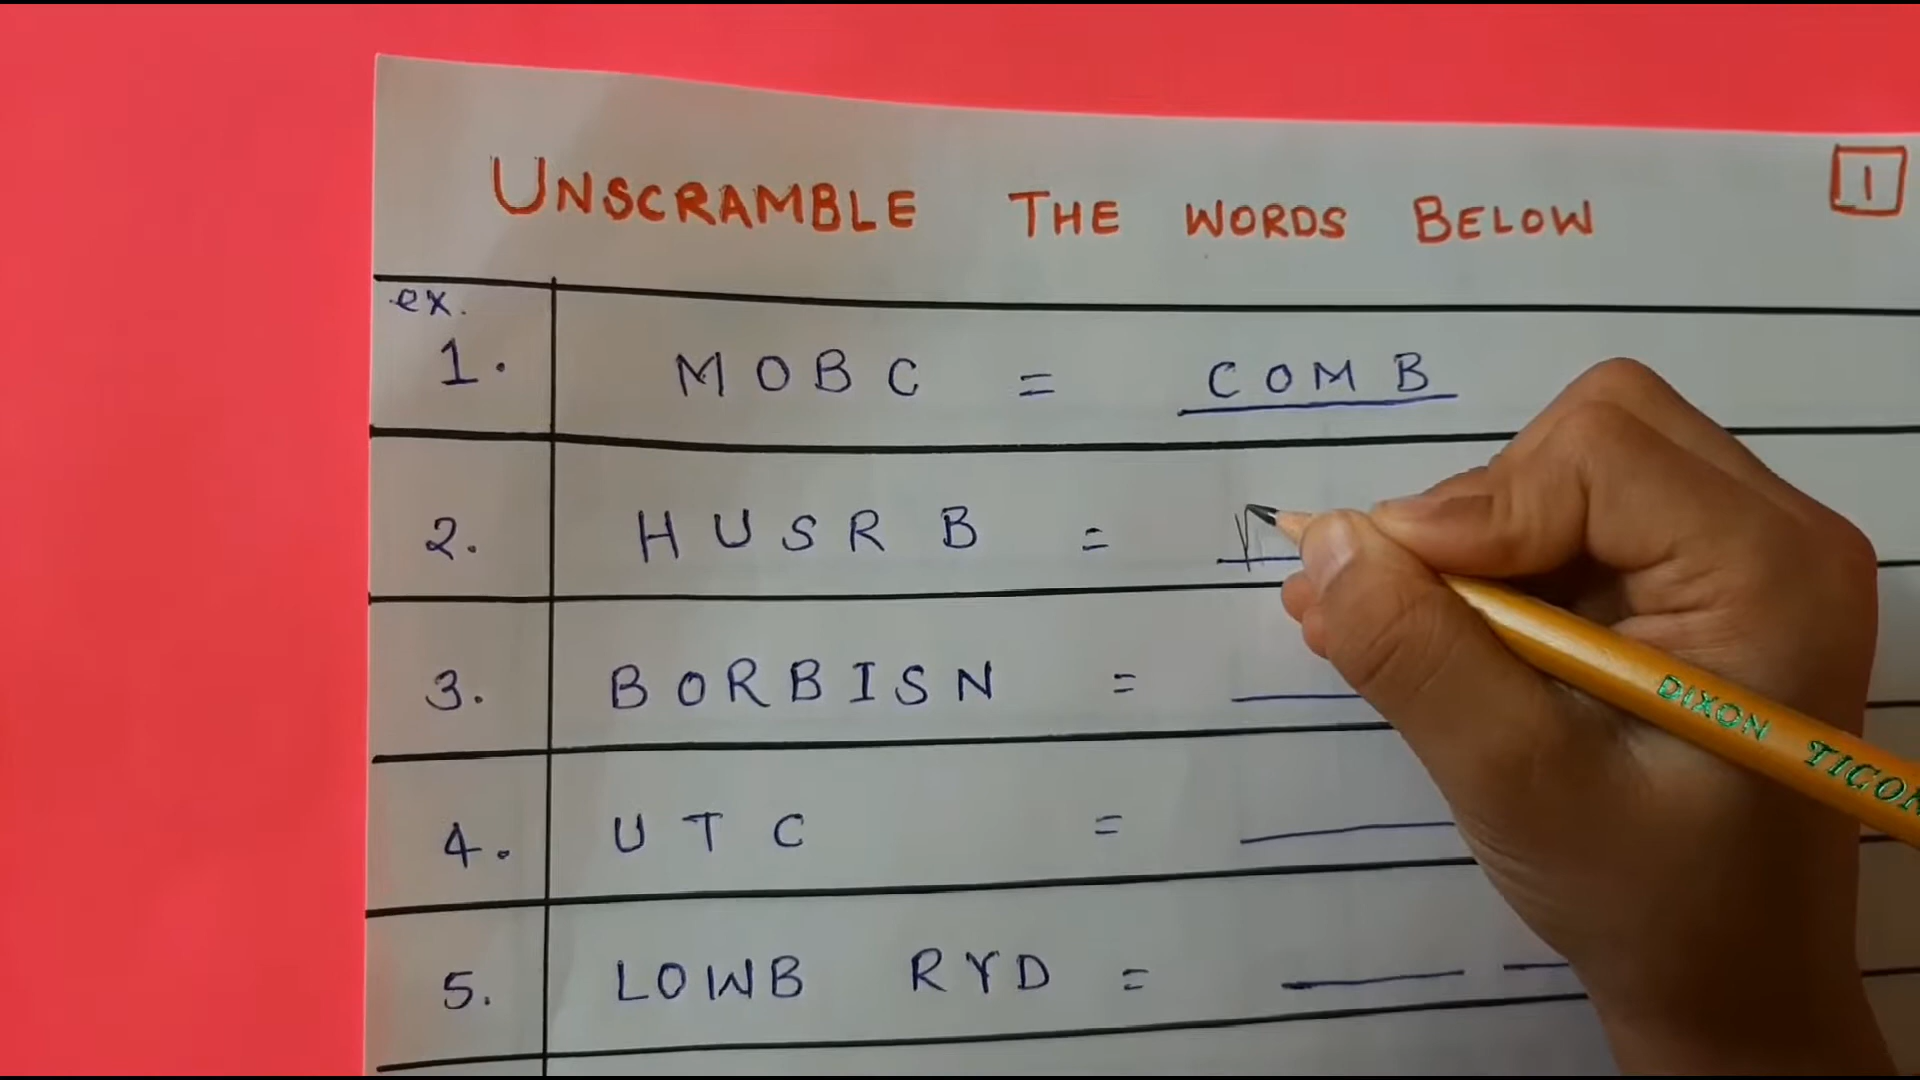 UNSCRAMBLE THE WORDS BELOW
1
ex.
1. MOBC = COMB
2. HUSRB =
3. BORBISN =
4. UTC =
5. LOWB RYD =
DIXON